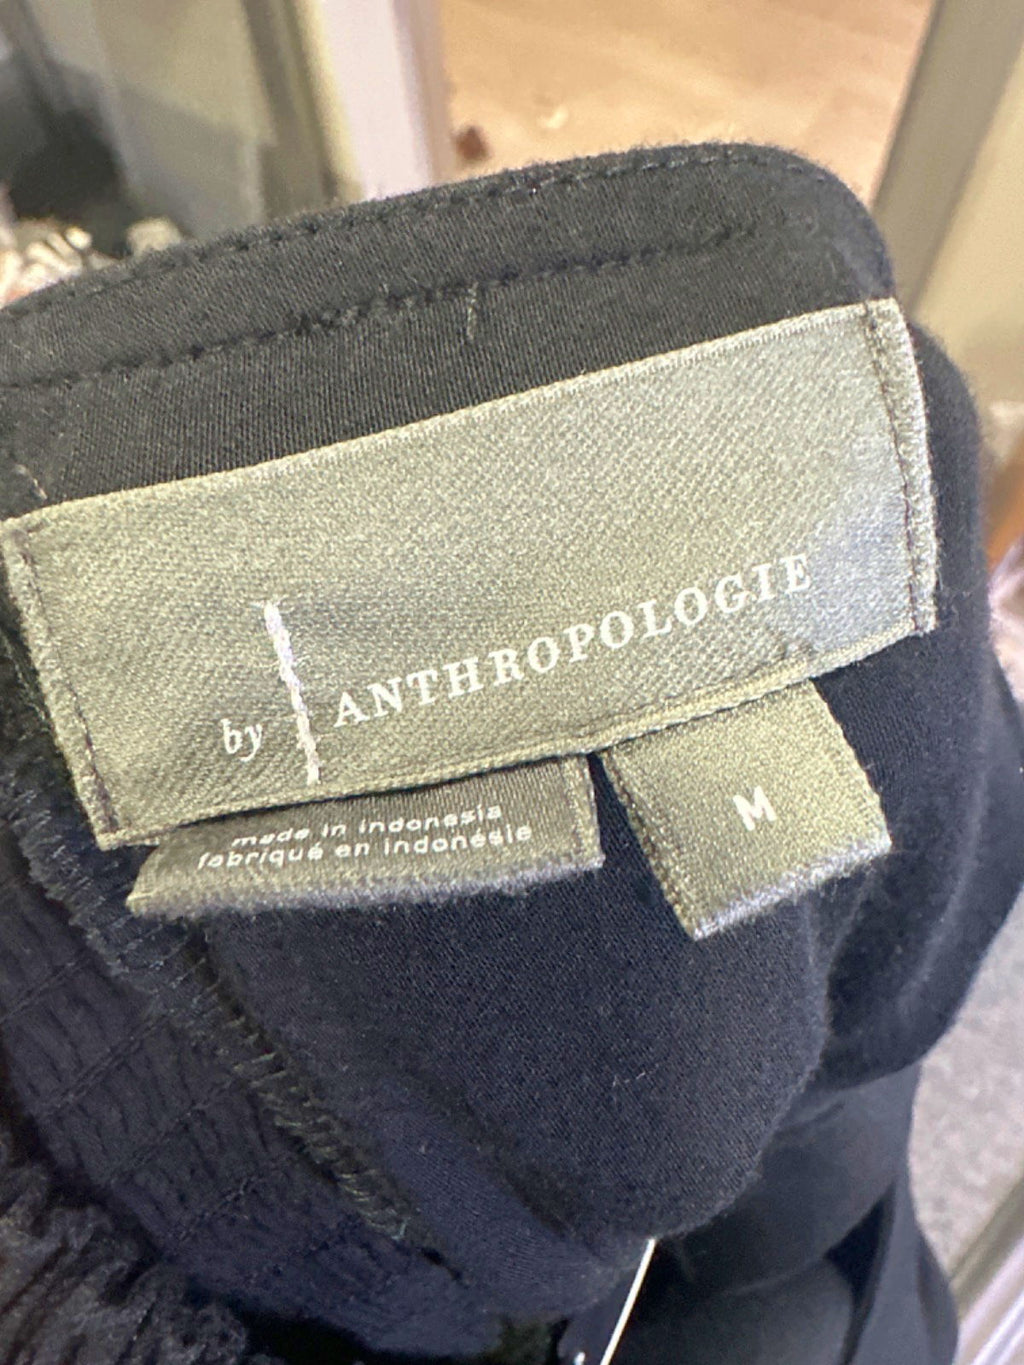 by | ANTHROPOLOGIE
made in indonesia
fabriqué en indonésie
M